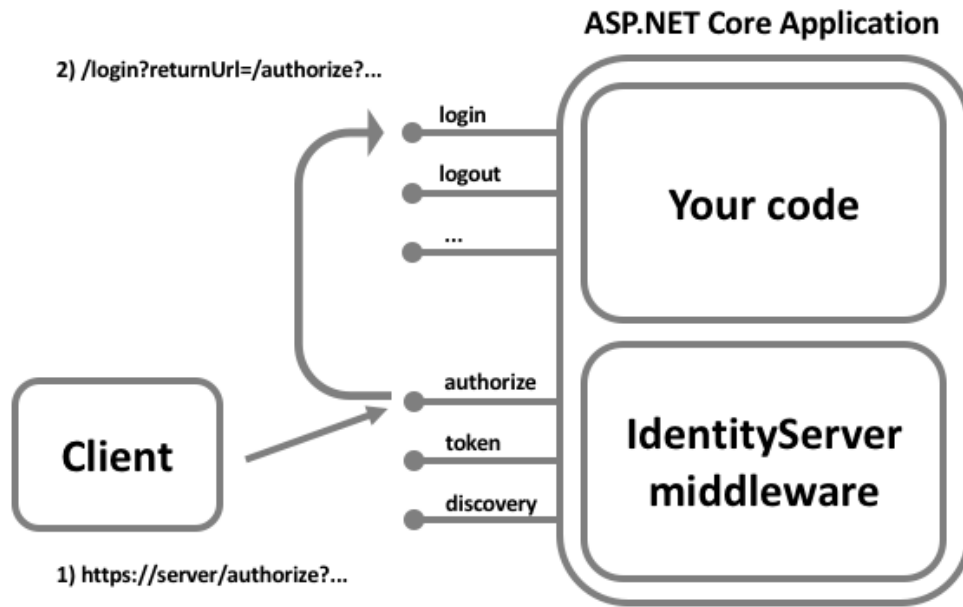 ASP.NET Core Application
2) /login?returnUrl=/authorize?...
login
logout
...
Your code
authorize
token
discovery
IdentityServer
middleware
Client
1) https://server/authorize?...